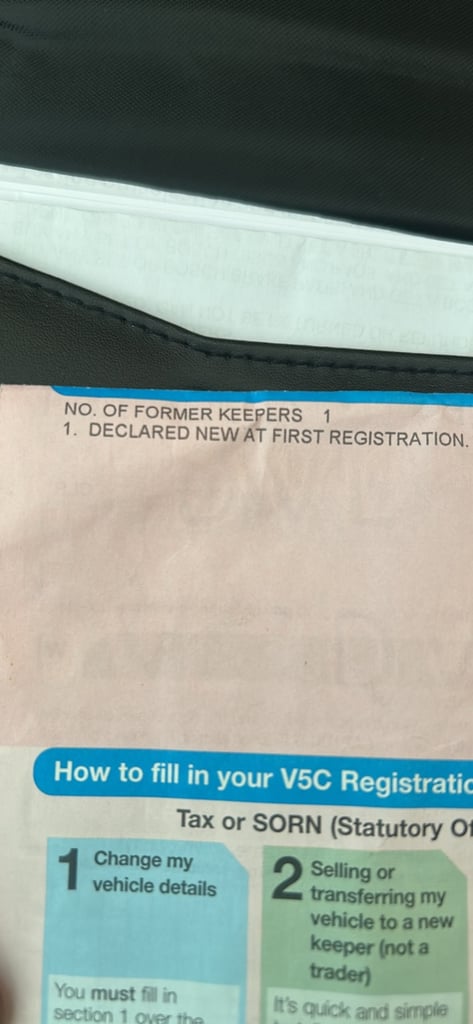 NO. OF FORMER KEEPERS 1
1. DECLARED NEW AT FIRST REGISTRATION.
How to fill in your V5C
Tax or SORN (Statutory
1 Change my
vehicle details
2 Selling or
transferring my
vehicle to a new
keeper (not a
trader)
You must fill in
section 1 over the
It's quick and simple